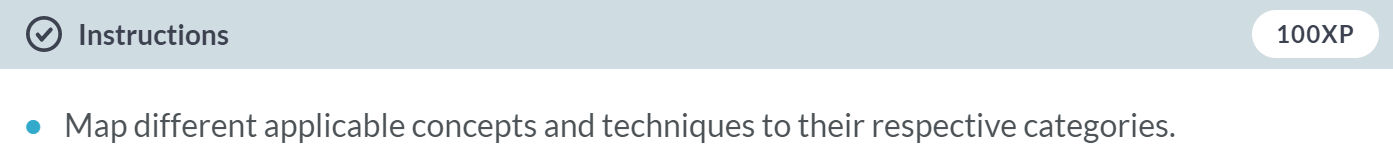 Instructions 100XP
Map different applicable concepts and techniques to their respective categories.